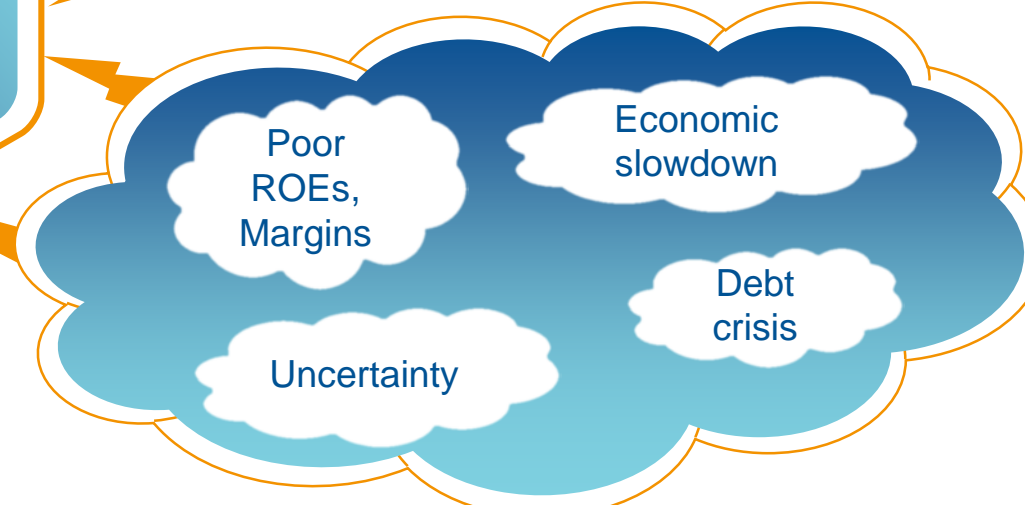 Poor
ROEs,
Margins
Economic
slowdown
Debt
crisis
Uncertainty